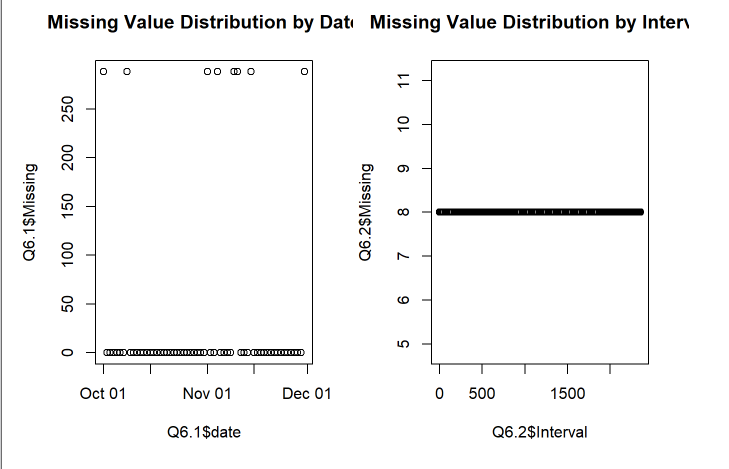 Missing Value Distribution by Date
Missing Value Distribution by Interv
Q6.1$Missing
250
200
150
100
50
0
Oct 01
Nov 01
Dec 01
Q6.1$date
Q6.2$Missing
11
10
9
8
7
6
5
0
500
1500
Q6.2$Interval